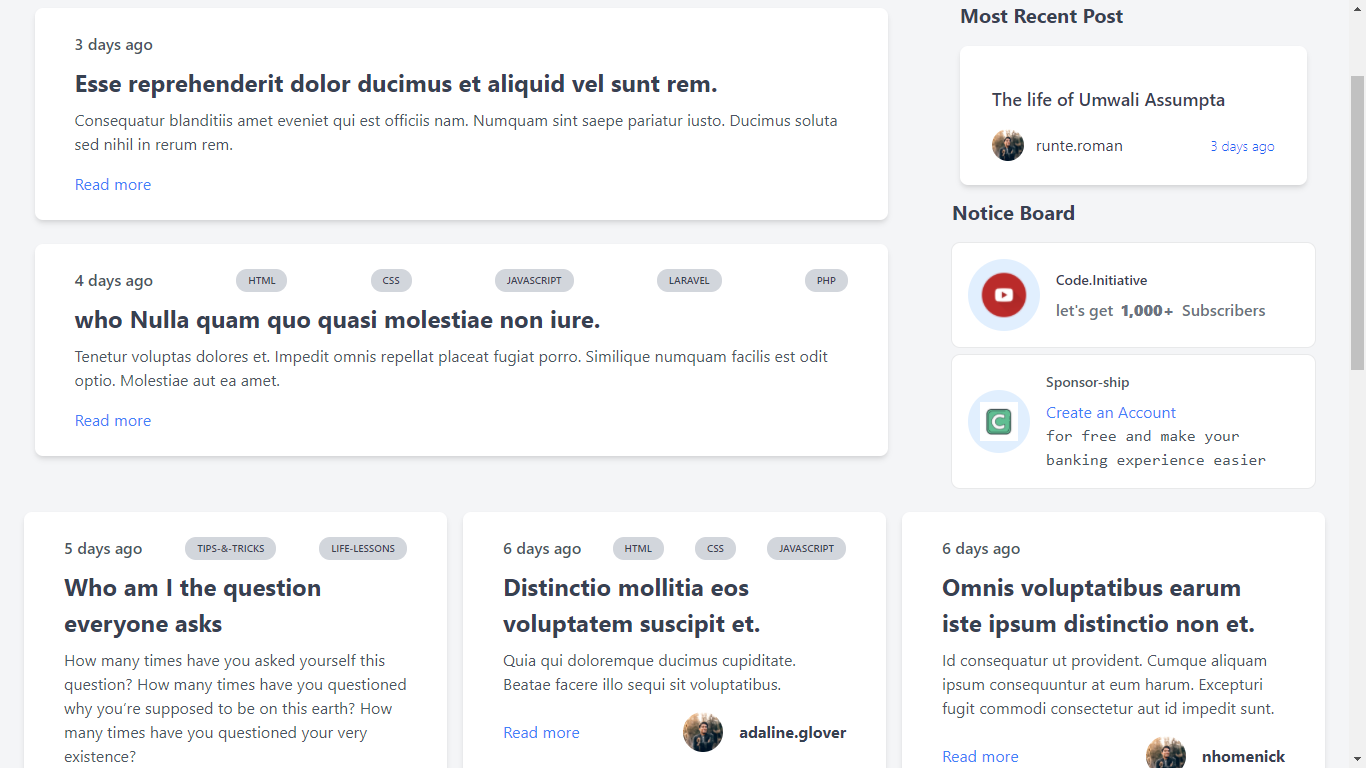 3 days ago
Esse reprehenderit dolor ducimus et aliquid vel sunt rem.
Consequatur blanditiis amet eveniet qui est officiis nam. Numquam sint saepe pariatur iusto. Ducimus soluta
sed nihil in rerum rem.
Read more
4 days ago HTML CSS JAVASCRIPT LARAVEL PHP
who Nulla quam quo quasi molestiae non iure.
Tenetur voluptas dolores et. Impedit omnis repellat placeat fugiat porro. Similique numquam facilis est odit
optio. Molestiae aut ea amet.
Read more
Most Recent Post
The life of Umwali Assumpta
runte.roman 3 days ago
Notice Board
Code.Initiative
let's get 1,000+ Subscribers
Sponsor-ship
C
Create an Account
for free and make your
banking experience easier
5 days ago TIPS-&-TRICKS LIFE-LESSONS
Who am I the question
everyone asks
How many times have you asked yourself this
question? How many times have you questioned
why you’re supposed to be on this earth? How
many times have you questioned your very
existence?
6 days ago HTML CSS JAVASCRIPT
Distinctio mollitia eos
voluptatem suscipit et.
Quia qui doloremque ducimus cupiditate.
Beatae facere illo sequi sit voluptatibus.
Read more adaline.glover
6 days ago
Omnis voluptatibus earum
iste ipsum distinctio non et.
Id consequatur ut provident. Cumque aliquam
ipsum consequuntur at eum harum. Excepturi
fugit commodi consectetur aut id impedit sunt.
Read more nhomenick